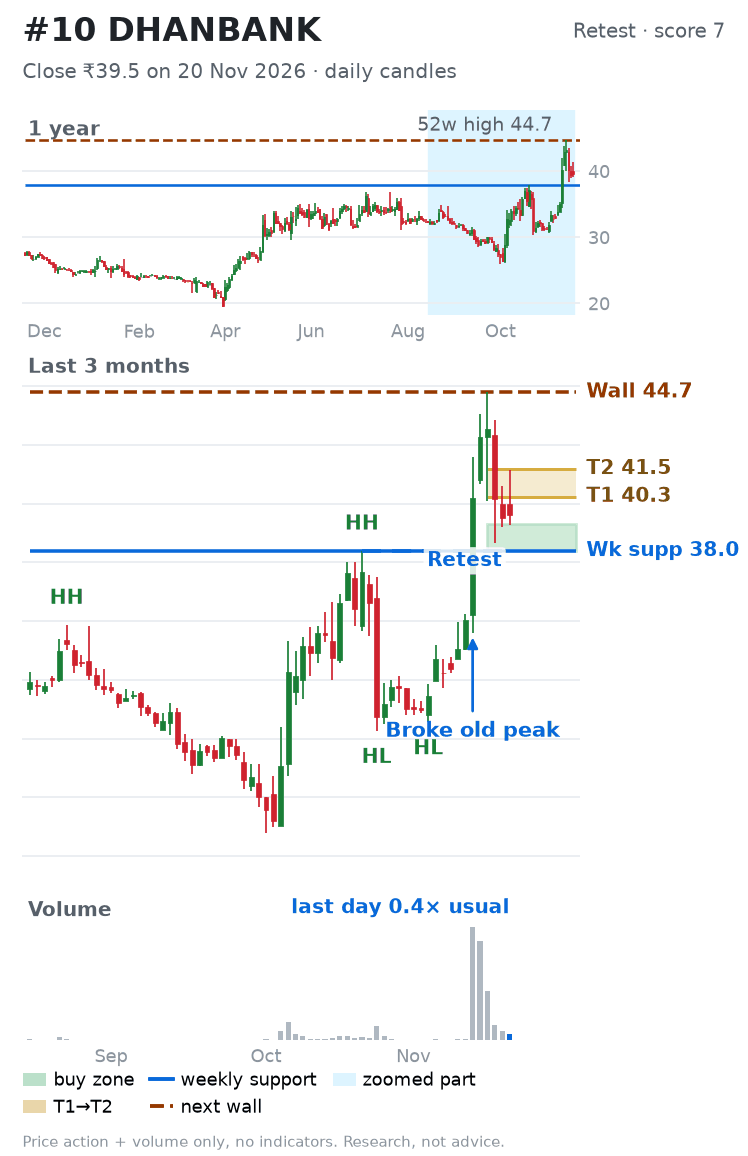 #10 DHANBANK
Retest · score 7
Close ₹39.5 on 20 Nov 2026 · daily candles
1 year
52w high 44.7
40
30
20
Dec Feb Apr Jun Aug Oct
Last 3 months
Wall 44.7
T2 41.5
T1 40.3
HH
Wk supp 38.0
Retest
HH
Broke old peak
HL
HL
Volume
last day 0.4× usual
Sep Oct Nov
buy zone weekly support zoomed part
T1→T2 next wall
Price action + volume only, no indicators. Research, not advice.